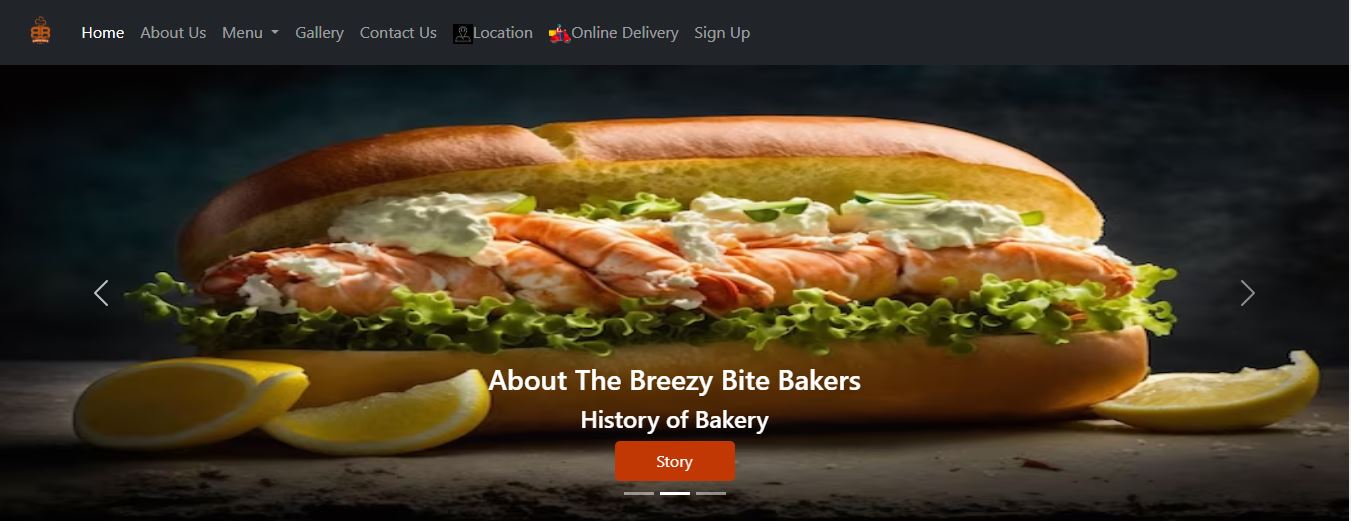 Home About Us Menu Gallery Contact Us Location Online Delivery Sign Up
About The Breezy Bite Bakers
History of Bakery
Story